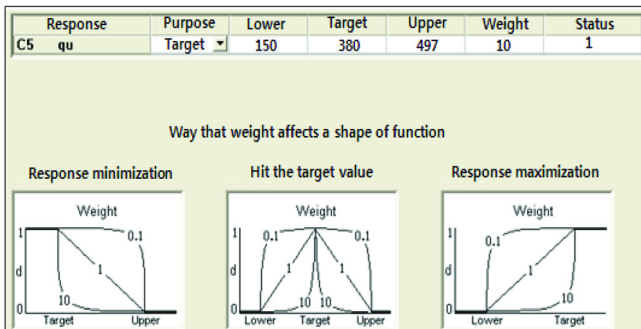 Response Purpose Lower Target Upper Weight Status
C5 qu Target 150 380 497 10 1
Way that weight affects a shape of function
Response minimization Hit the target value Response maximization
Weight Weight Weight
1 0.1 1 0.1 0.1 1 0.1
d 1 d 1 1 d 1
0 10 0 10 10 0 10
Target Upper Lower Target Upper Lower Target